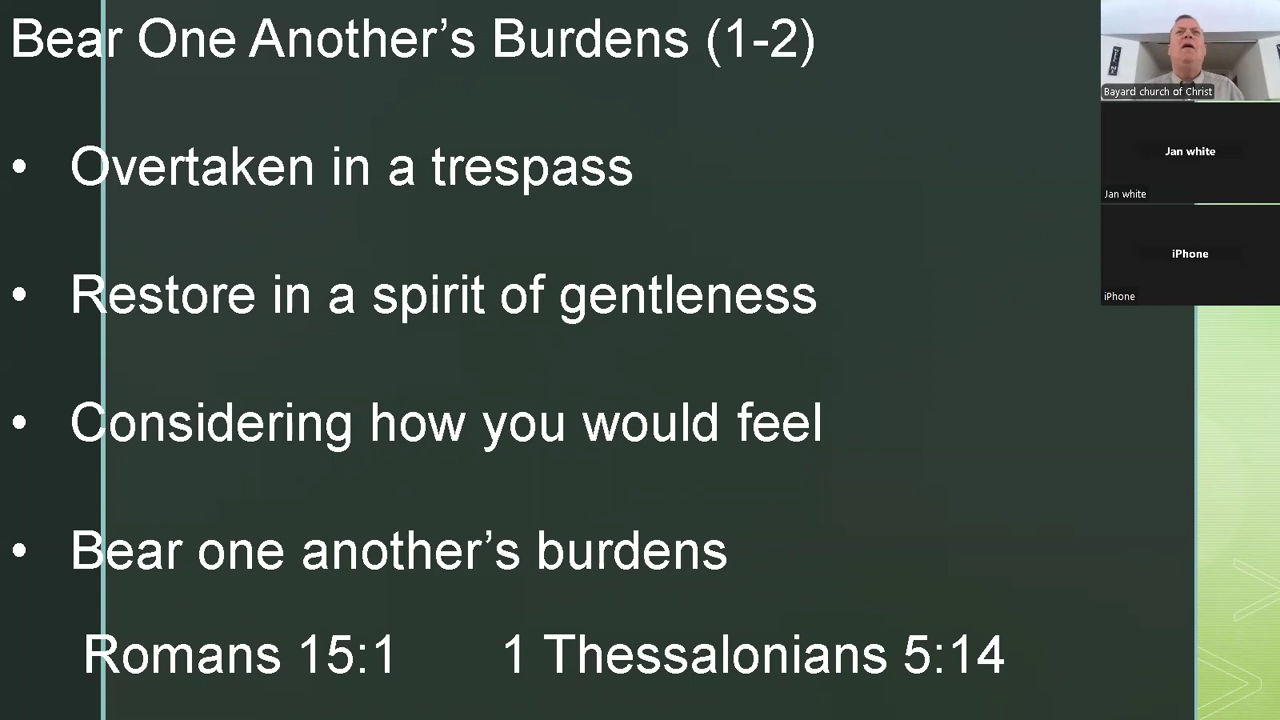 Bear One Another’s Burdens (1-2)
• Overtaken in a trespass
• Restore in a spirit of gentleness
• Considering how you would feel
• Bear one another’s burdens
Romans 15:1 1 Thessalonians 5:14
Bayard church of Christ
Jan white
Jan white
iPhone
iPhone